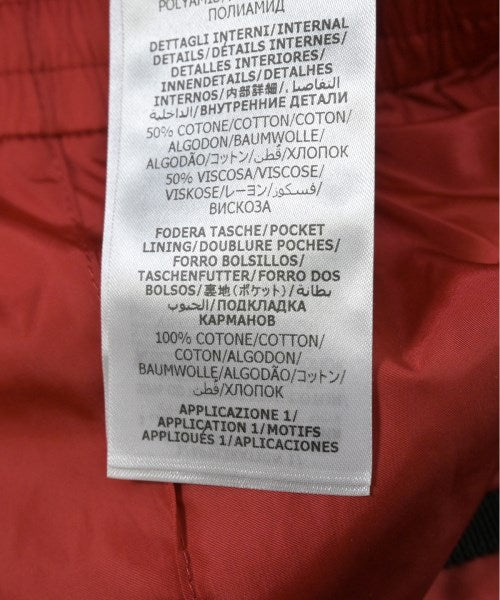 POLYAMID/
ПОЛИАМИД
DETTAGLI INTERNI/INTERNAL
DETAILS/DÉTAILS INTERNES/
DETALLES INTERIORES/
INNENDETAILS/DETALHES
INTERNOS/内部詳細/التفاصيل
الداخلية/ВНУТРЕННИЕ ДЕТАЛИ
50% COTONE/COTTON/COTON/
ALGODON/BAUMWOLLE/
ALGODÃO/コットン/قُطْن/ХЛОПОК
50% VISCOSA/VISCOSE/
VISKOSE/レーヨン/فسكوز/
ВИСКОЗА
FODERA TASCHE/POCKET
LINING/DOUBLURE POCHES/
FORRO BOLSILLOS/
TASCHENFUTTER/FORRO DOS
BOLSOS/裏地(ポケット)/بطانة
الجيوب/ПОДКЛАДКА
КАРМАНОВ
100% COTONE/COTTON/
COTON/ALGODON/
BAUMWOLLE/ALGODÃO/コットン/
قُطْن/ХЛОПОК
APPLICAZIONE 1/
APPLICATION 1/MOTIFS
APPLIQUÉS 1/APLICACIONES